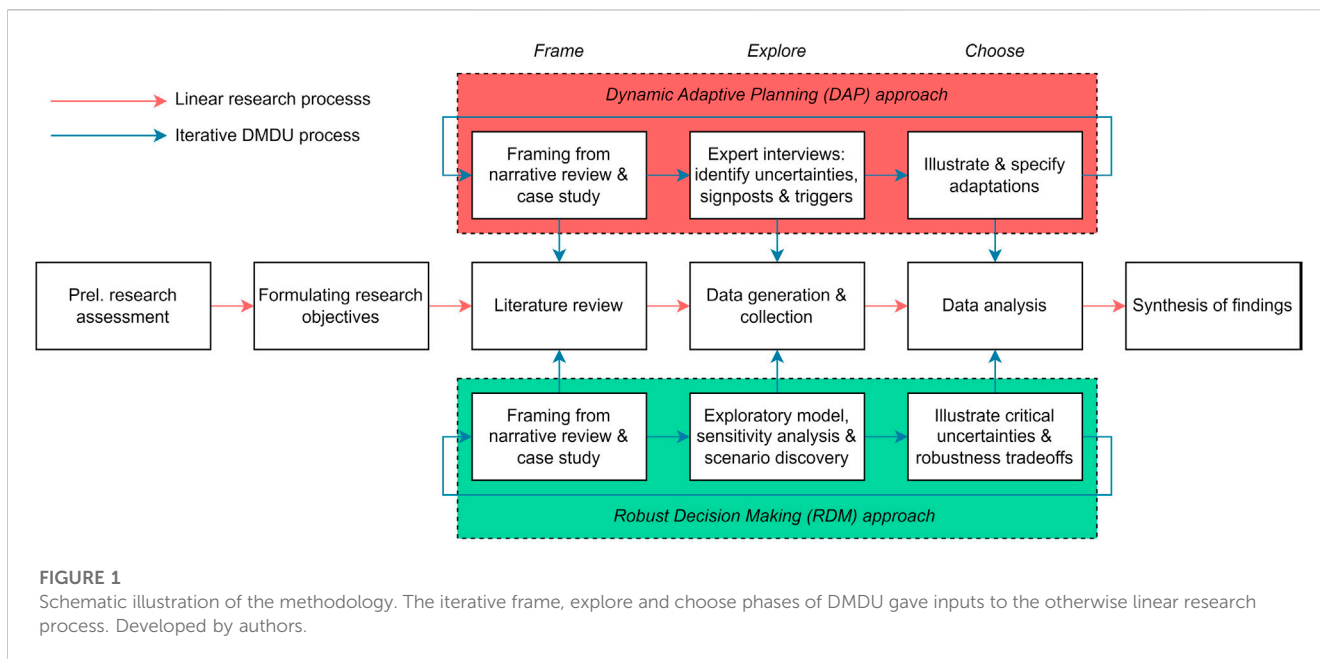 Frame
Explore
Choose
Linear research processs
Iterative DMDU process
Dynamic Adaptive Planning (DAP) approach
Framing from
narrative review &
case study
Expert interviews:
identify uncertainties,
signposts & triggers
Illustrate & specify
adaptations
Prel. research
assessment
Formulating research
objectives
Literature review
Data generation &
collection
Data analysis
Synthesis of findings
Framing from
narrative review &
case study
Exploratory model,
sensitivity analysis &
scenario discovery
Illustrate critical
uncertainties &
robustness tradeoffs
Robust Decision Making (RDM) approach
FIGURE 1
Schematic illustration of the methodology. The iterative frame, explore and choose phases of DMDU gave inputs to the otherwise linear research
process. Developed by authors.